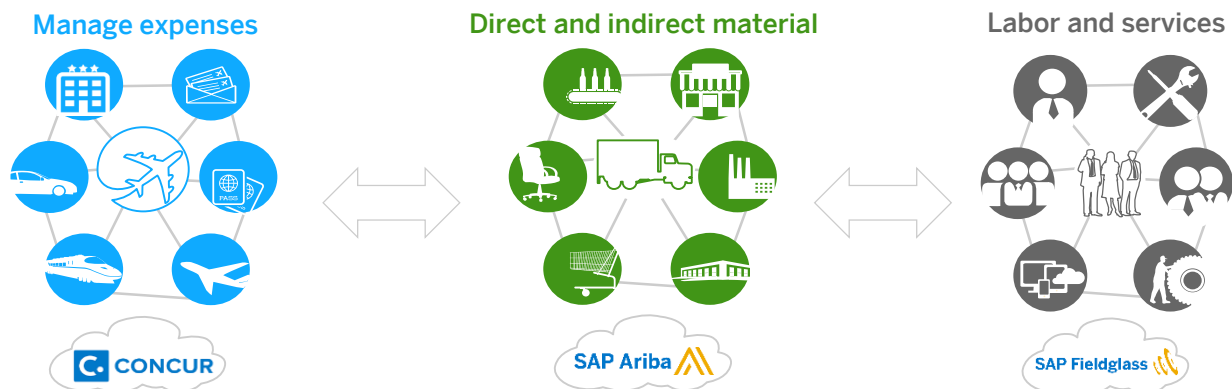 Manage expenses
Direct and indirect material
Labor and services
PASS
C. CONCUR
SAP Ariba
SAP Fieldglass